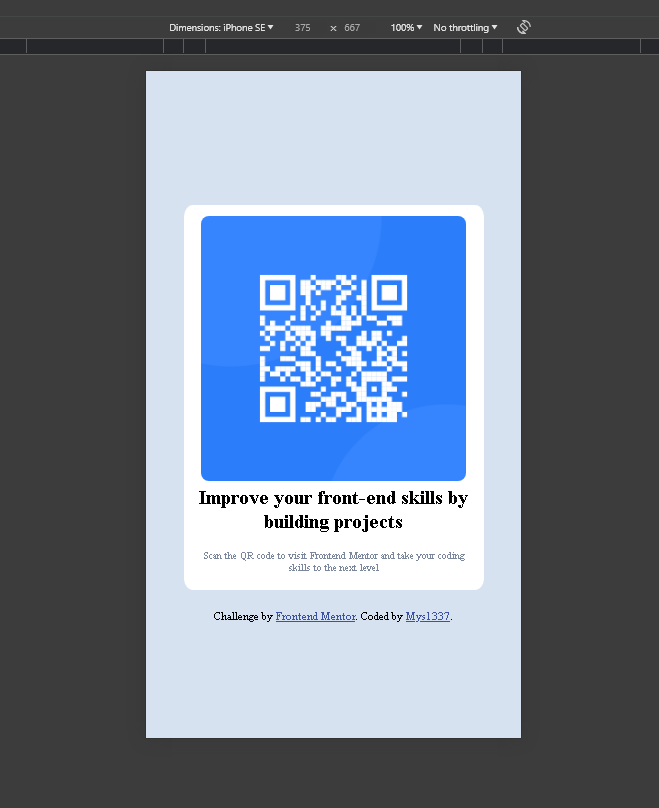 Dimensions: iPhone SE 375 × 667 100% No throttling
Improve your front-end skills by
building projects
Scan the QR code to visit Frontend Mentor and take your coding
skills to the next level
Challenge by Frontend Mentor. Coded by Mys1337.